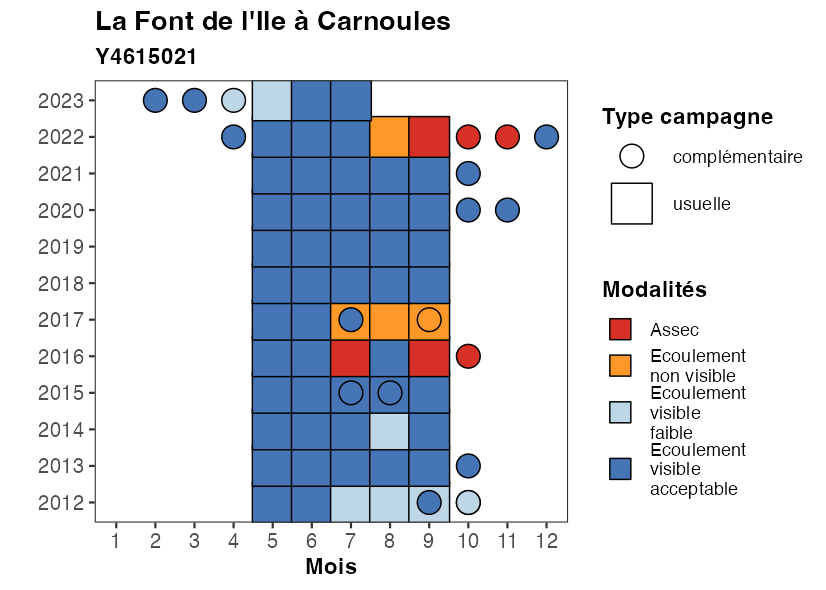 La Font de l'Ile à Carnoules
Y4615021
2023
2022
2021
2020
2019
2018
2017
2016
2015
2014
2013
2012
1 2 3 4 5 6 7 8 9 10 11 12
Mois
Type campagne
complémentaire
usuelle
Modalités
Assec
Ecoulement
non visible
Ecoulement
visible
faible
Ecoulement
visible
acceptable